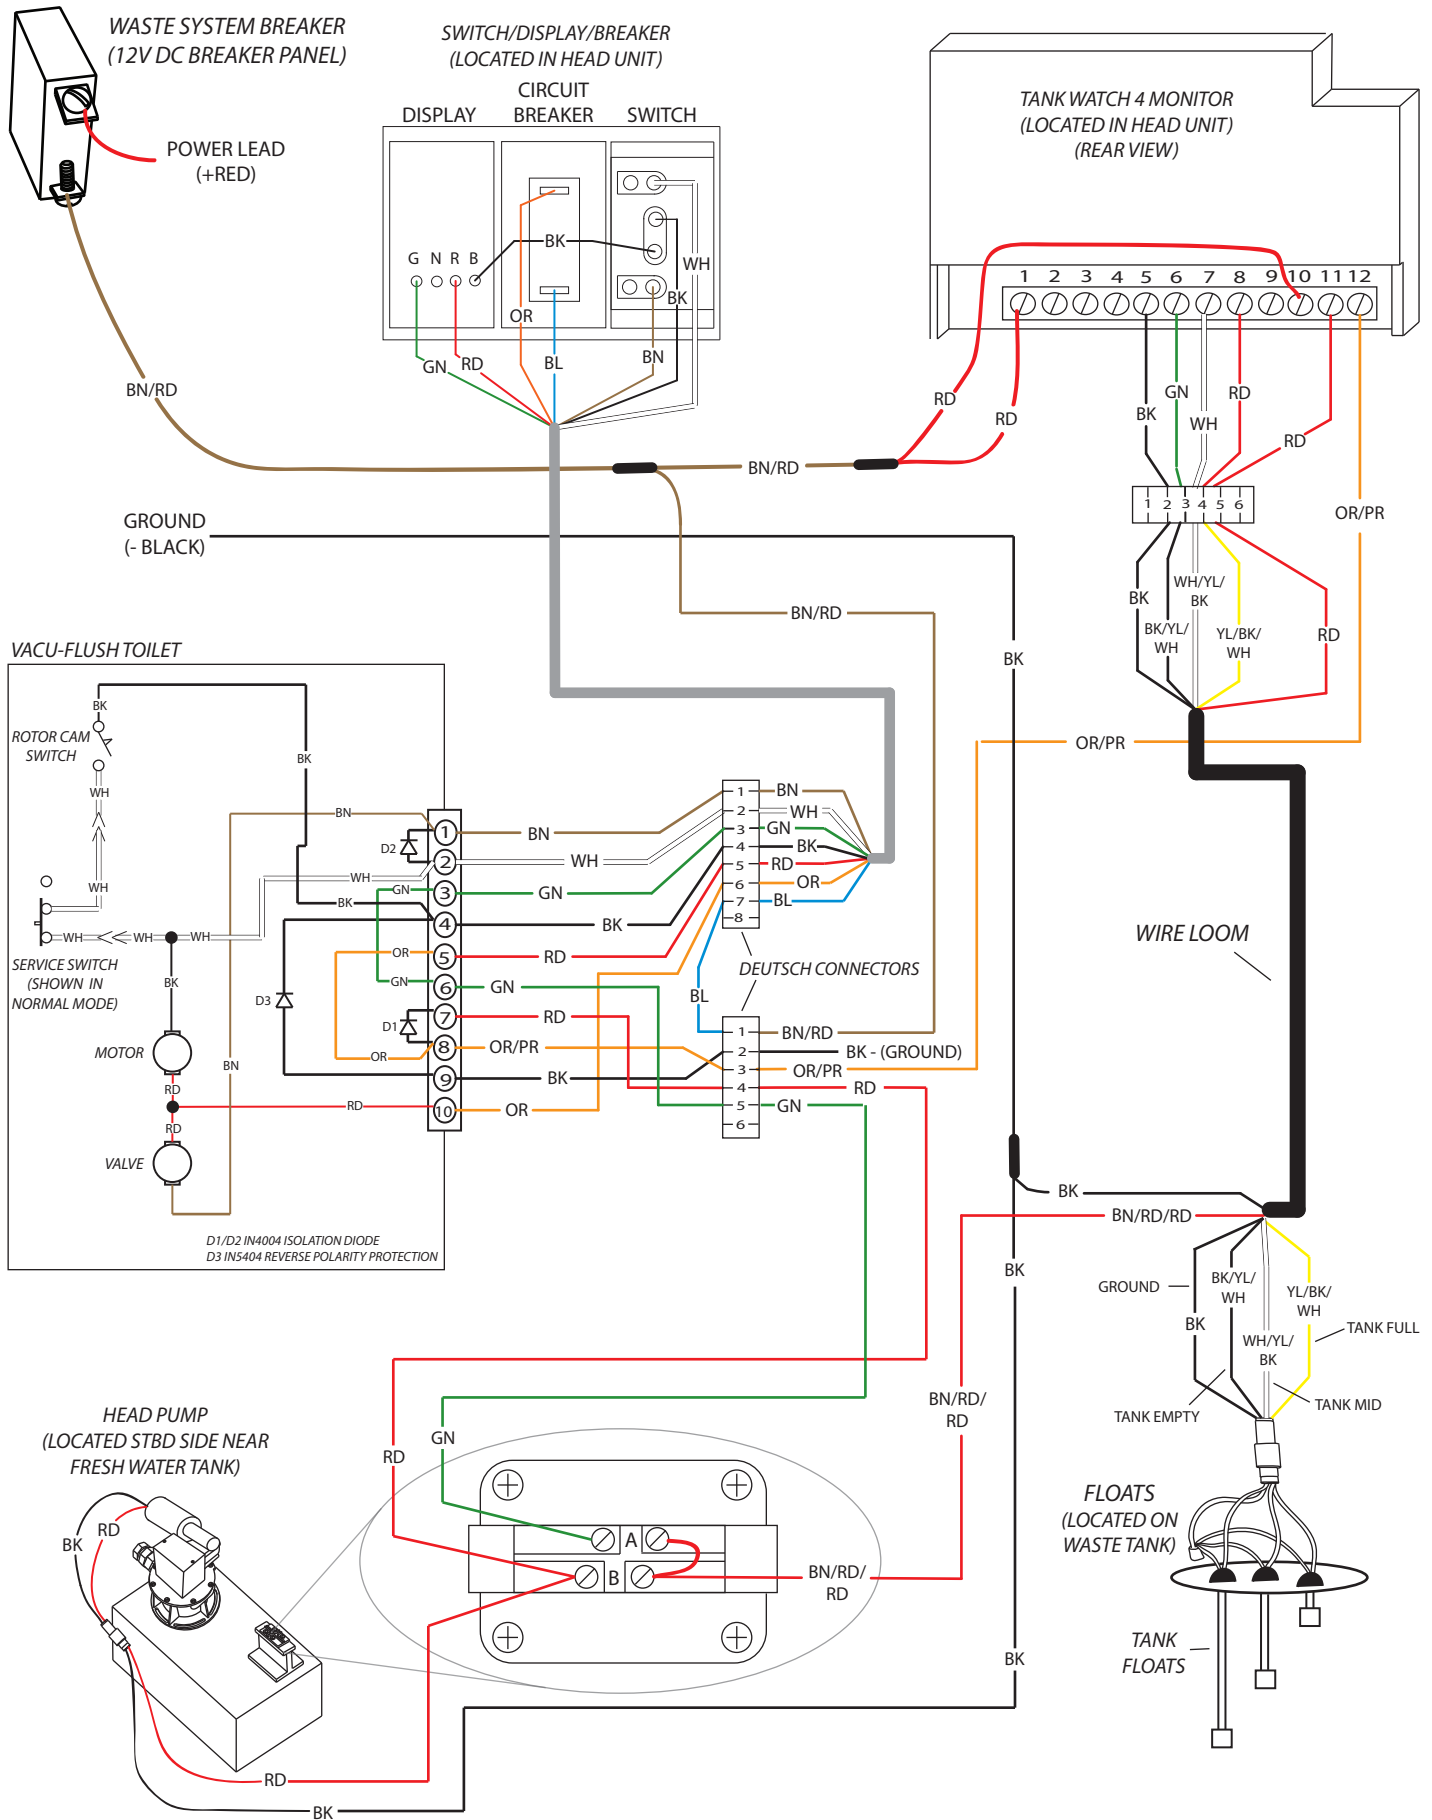 WASTE SYSTEM BREAKER
(12V DC BREAKER PANEL)
POWER LEAD
(+RED)
SWITCH/DISPLAY/BREAKER
(LOCATED IN HEAD UNIT)
DISPLAY
CIRCUIT
BREAKER
SWITCH
G N R B
BK
WH
BK
OR
GN
RD
BL
BN
TANK WATCH 4 MONITOR
(LOCATED IN HEAD UNIT)
(REAR VIEW)
1 2 3 4 5 6 7 8 9 10 11 12
BN/RD
BN/RD
RD
RD
BK
GN
WH
RD
RD
OR/PR
1 2 3 4 5 6
GROUND
(- BLACK)
BN/RD
BK
BK
BK/YL/
WH
WH/YL/
BK
YL/BK/
WH
RD
OR/PR
VACU-FLUSH TOILET
BK
ROTOR CAM
SWITCH
BK
WH
WH
WH
WH
WH
WH
BK
SERVICE SWITCH
(SHOWN IN
NORMAL MODE)
BK
MOTOR
RD
RD
RD
VALVE
BN
BN
D2
GN
OR
GN
D3
D1
OR
1
2
3
4
5
6
7
8
9
10
BN
WH
GN
BK
RD
GN
RD
OR/PR
BK
OR
1
2
3
4
5
6
7
8
BN
WH
GN
BK
RD
OR
BL
DEUTSCH CONNECTORS
BL
1
2
3
4
5
6
BN/RD
BK - (GROUND)
OR/PR
RD
GN
D1/D2 IN4004 ISOLATION DIODE
D3 IN5404 REVERSE POLARITY PROTECTION
WIRE LOOM
BK
BN/RD/RD
BK
GROUND
BK
BK/YL/
WH
WH/YL/
BK
YL/BK/
WH
TANK FULL
TANK MID
TANK EMPTY
BN/RD/
RD
FLOATS
(LOCATED ON
WASTE TANK)
TANK
FLOATS
HEAD PUMP
(LOCATED STBD SIDE NEAR
FRESH WATER TANK)
BK
RD
RD
GN
A
B
BN/RD/
RD
BK
RD
BK